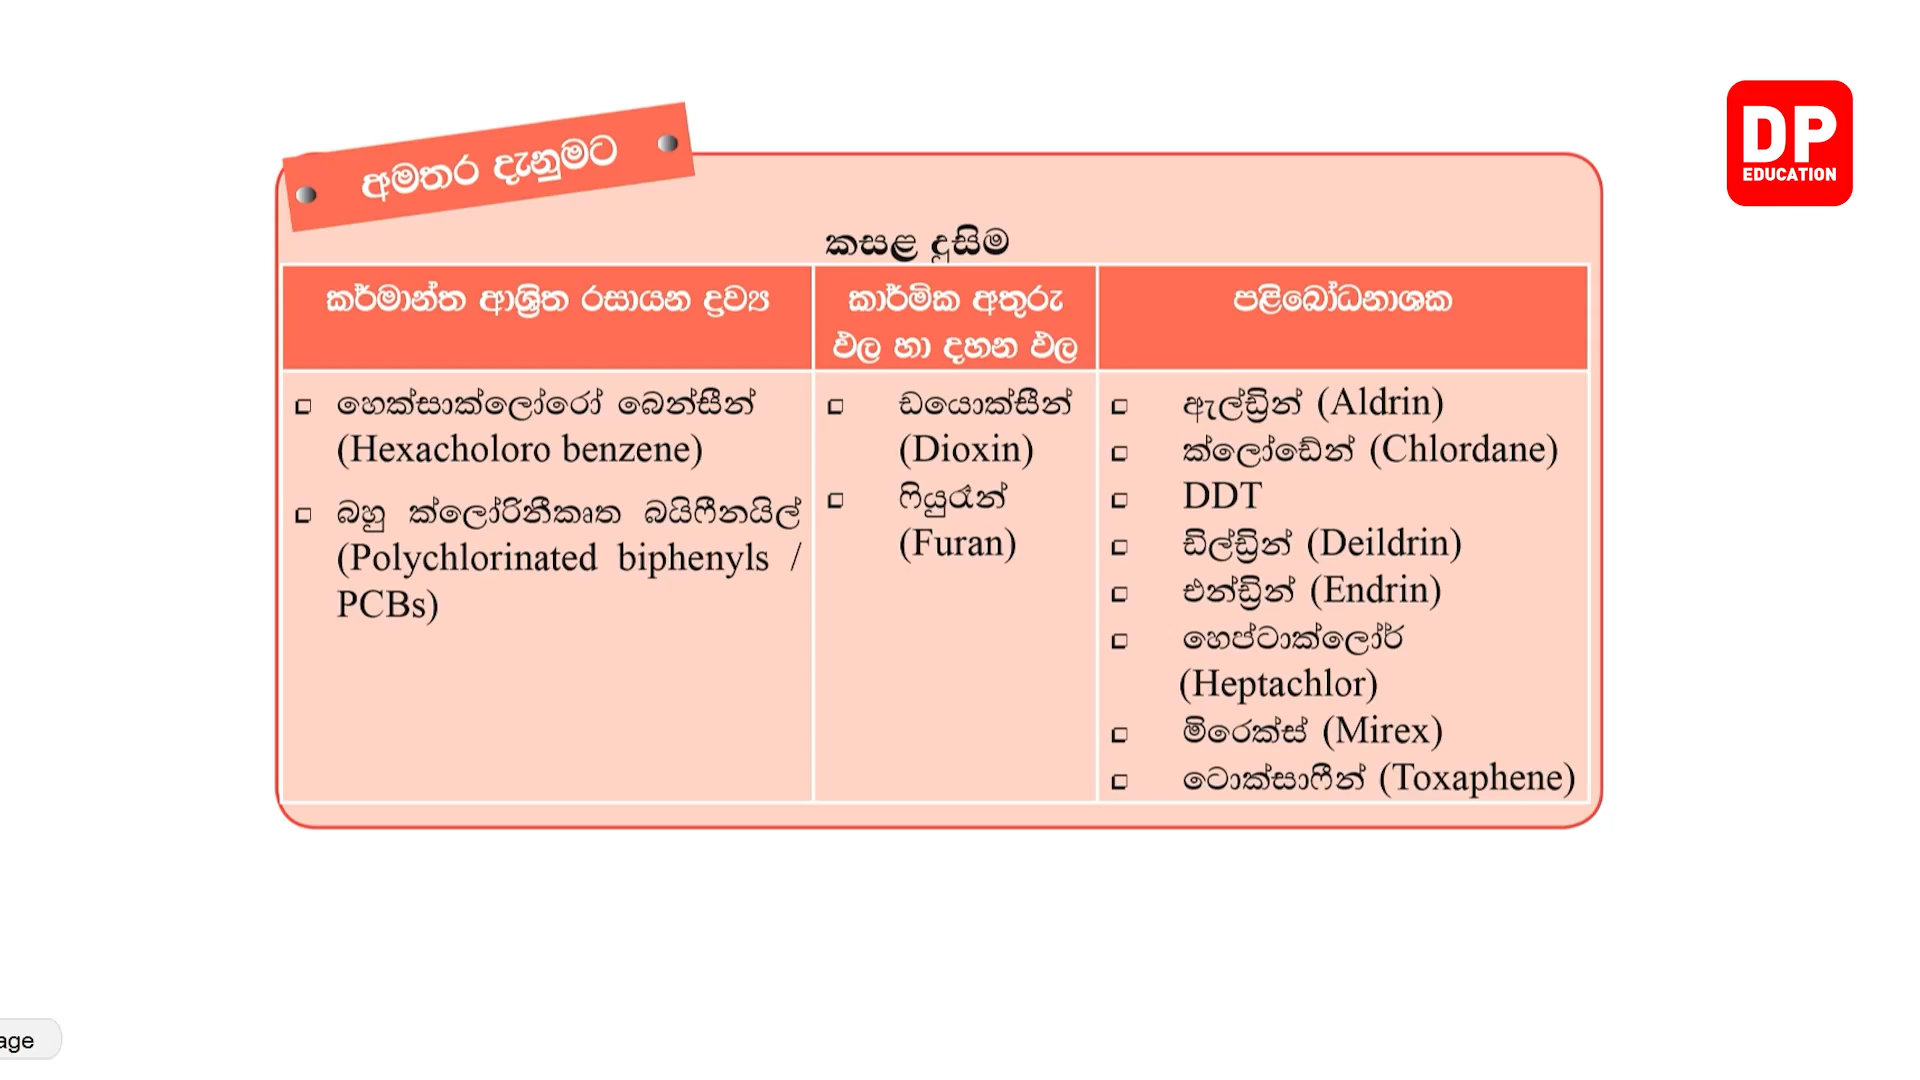 අමතර දැනුමට
DP
EDUCATION
කසළ දූසිම
කර්මාන්ත ආශ්‍රිත රසායන ද්‍රව්‍ය
කාර්මික අතුරු
ඵල හා දහන ඵල
පළිබෝධනාශක
හෙක්සාක්ලෝරෝ බෙන්සීන්
(Hexacholoro benzene)
බහු ක්ලෝරිනීකෘත බයිෆීනයිල්
(Polychlorinated biphenyls /
PCBs)
ඩයොක්සීන්
(Dioxin)
ෆියුරෑන්
(Furan)
ඇල්ඩ්‍රින් (Aldrin)
ක්ලෝඩේන් (Chlordane)
DDT
ඩිල්ඩ්‍රින් (Deildrin)
එන්ඩ්‍රින් (Endrin)
හෙප්ටාක්ලෝර්
(Heptachlor)
මිරෙක්ස් (Mirex)
ටොක්සාෆීන් (Toxaphene)
age